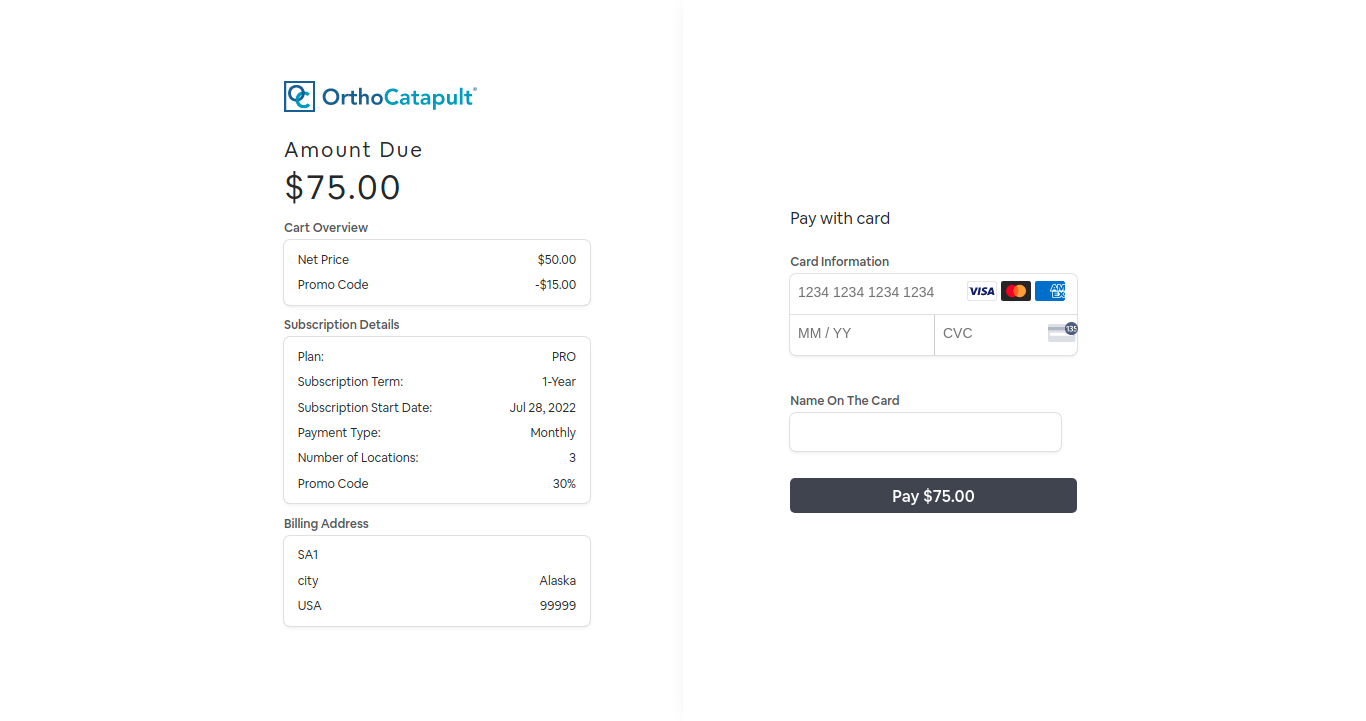 OC OrthoCatapult®
Amount Due
$75.00
Cart Overview
Net Price $50.00
Promo Code -$15.00
Subscription Details
Plan: PRO
Subscription Term: 1-Year
Subscription Start Date: Jul 28, 2022
Payment Type: Monthly
Number of Locations: 3
Promo Code 30%
Billing Address
SA1
city Alaska
USA 99999
Pay with card
Card Information
1234 1234 1234 1234 VISA AM EX
MM / YY CVC 135
Name On The Card
Pay $75.00